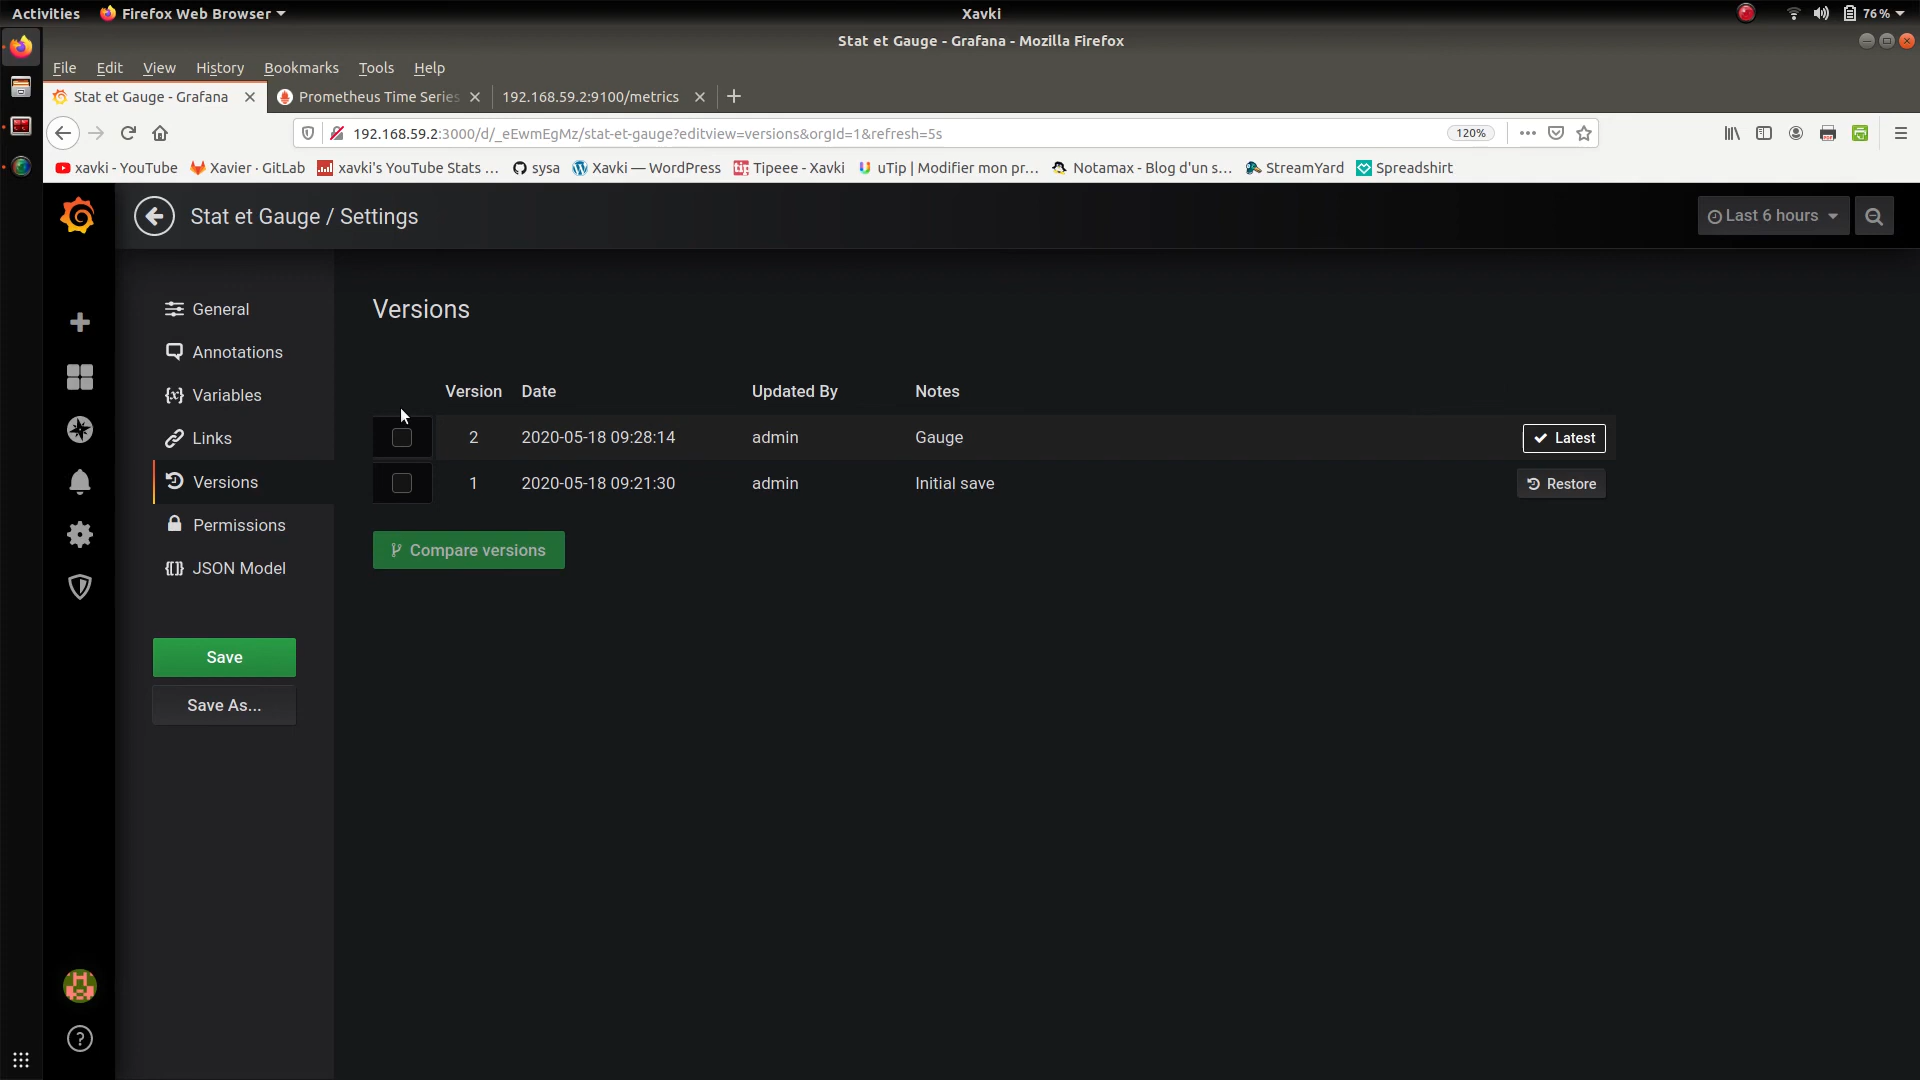 Activities
Firefox Web Browser
Xavki
76 %
Stat et Gauge - Grafana - Mozilla Firefox
File Edit View History Bookmarks Tools Help
Stat et Gauge - Grafana
Prometheus Time Series
192.168.59.2:9100/metrics
192.168.59.2:3000/d/_eEwmEgMz/stat-et-gauge?editview=versions&orgId=1&refresh=5s
120%
xavki - YouTube
Xavier · GitLab
xavki's YouTube Stats ...
sysa
Xavki — WordPress
Tipeee - Xavki
uTip | Modifier mon pr...
Notamax - Blog d'un s...
StreamYard
Spreadshirt
Stat et Gauge / Settings
Last 6 hours
General
Annotations
Variables
Links
Versions
Permissions
JSON Model
Save
Save As...
Versions
Version Date Updated By Notes
2 2020-05-18 09:28:14 admin Gauge Latest
1 2020-05-18 09:21:30 admin Initial save Restore
Compare versions